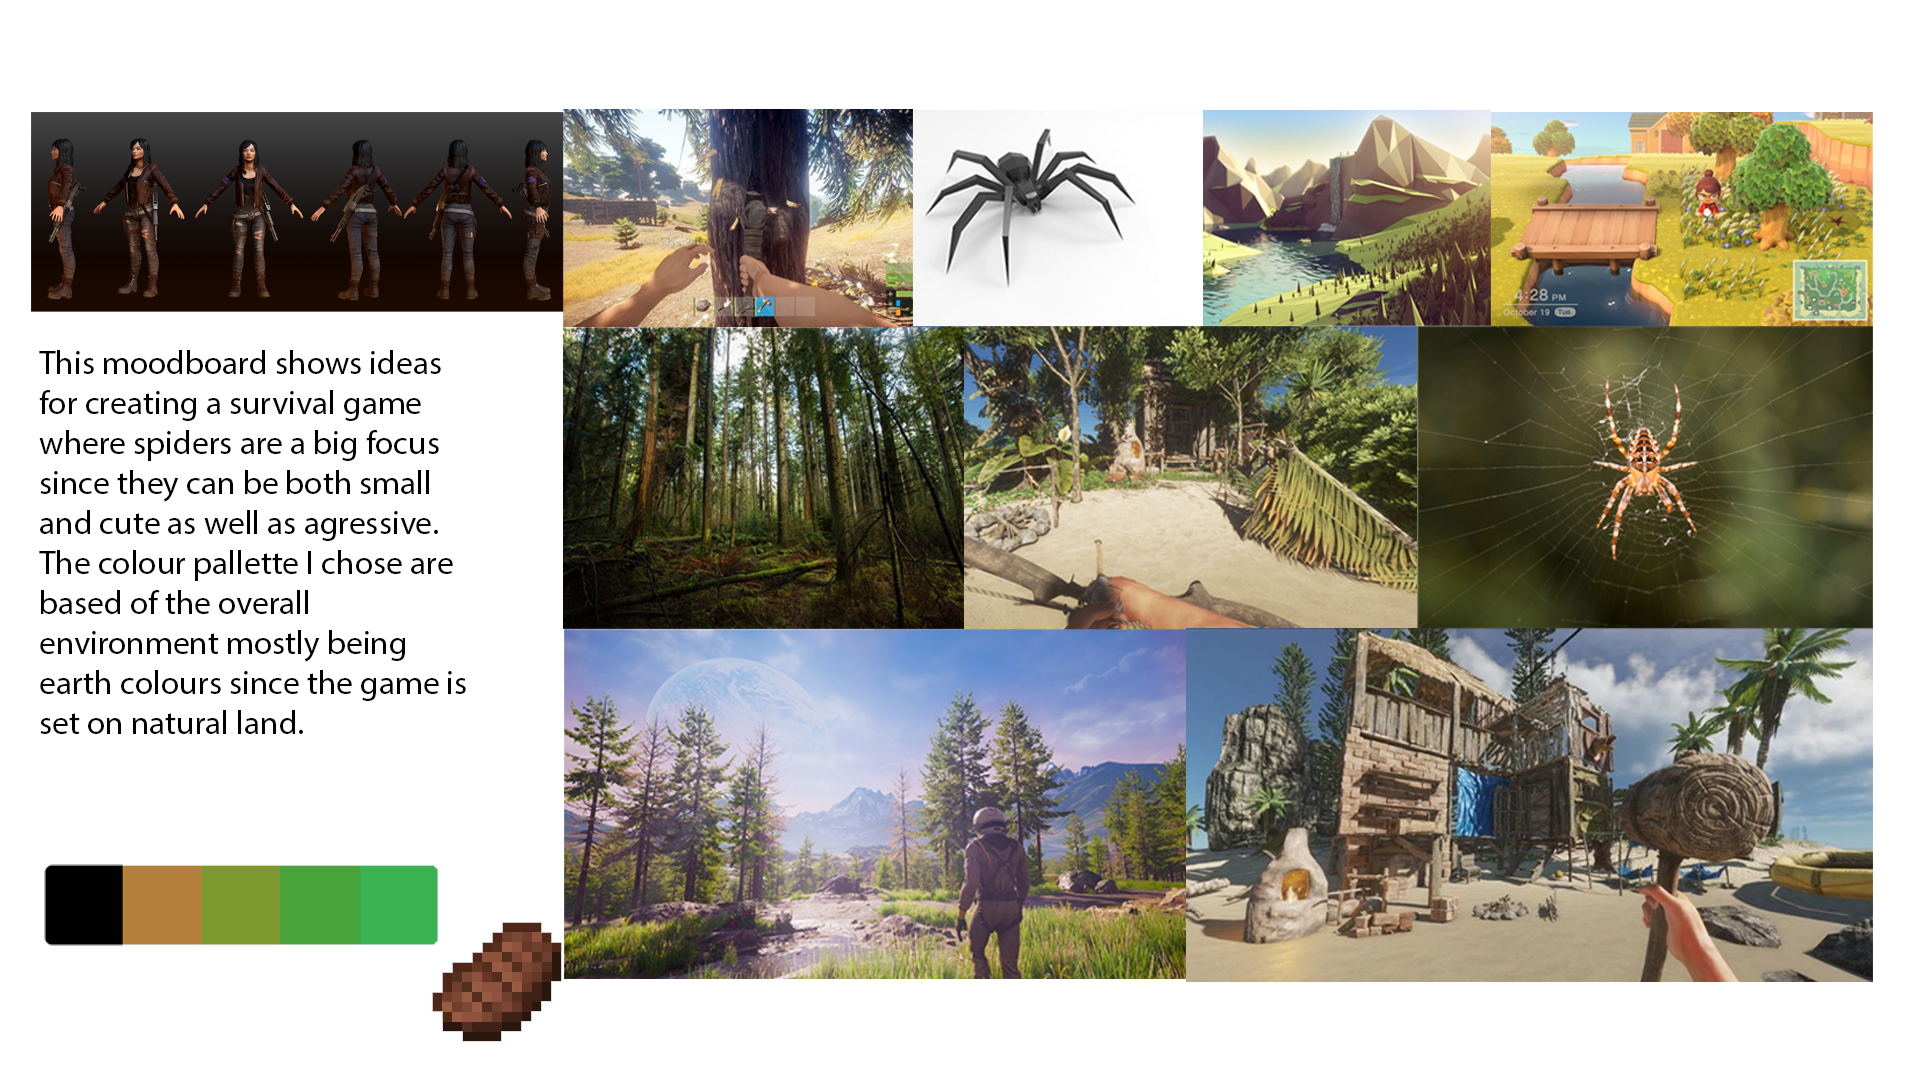 This moodboard shows ideas
for creating a survival game
where spiders are a big focus
since they can be both small
and cute as well as agressive.
The colour pallette I chose are
based of the overall
environment mostly being
earth colours since the game is
set on natural land.
4:28 PM
October 19 Tue.